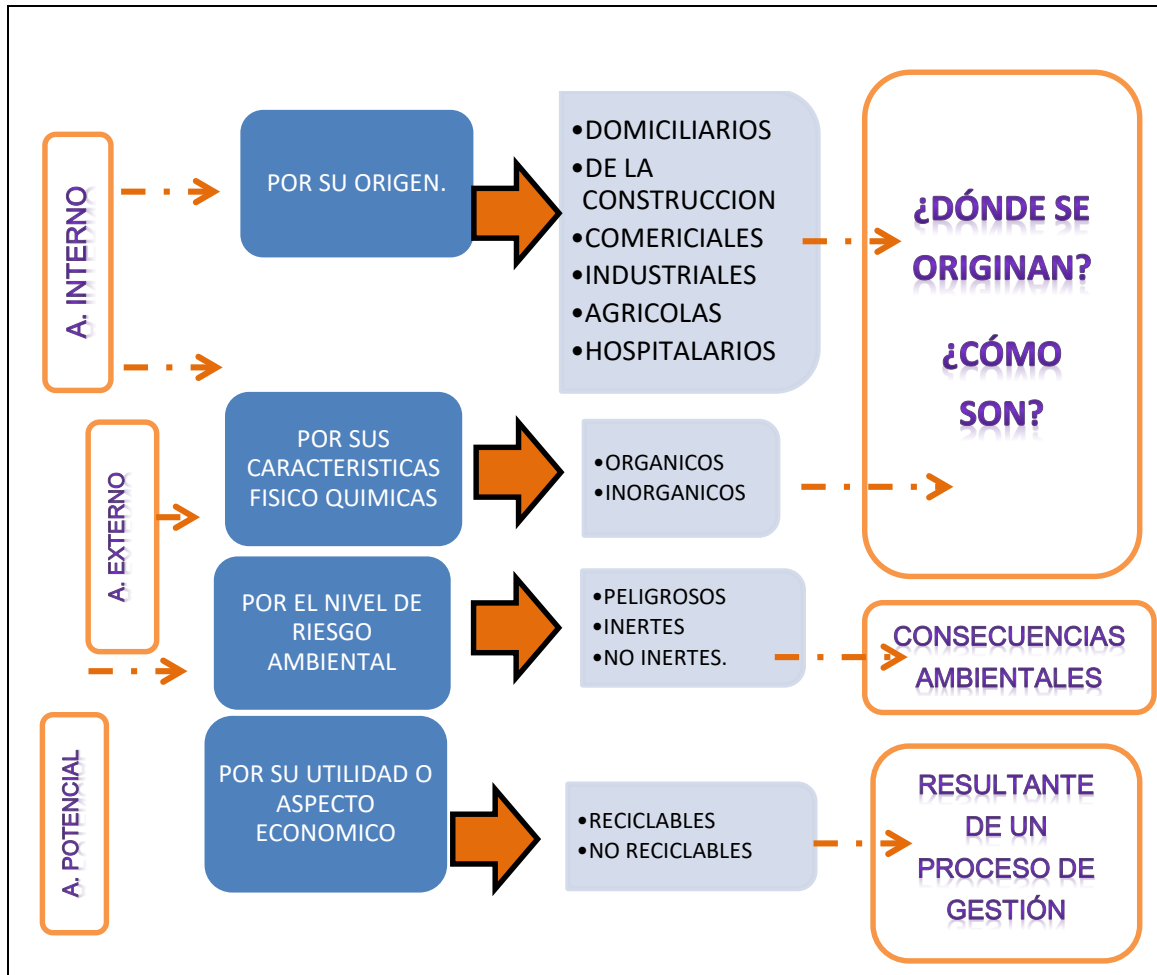 A. INTERNO
POR SU ORIGEN.
•DOMICILIARIOS
•DE LA
CONSTRUCCION
•COMERICIALES
•INDUSTRIALES
•AGRICOLAS
•HOSPITALARIOS
¿DÓNDE SE
ORIGINAN?
¿CÓMO
SON?
A. EXTERNO
POR SUS
CARACTERISTICAS
FISICO QUIMICAS
•ORGANICOS
•INORGANICOS
POR EL NIVEL DE
RIESGO
AMBIENTAL
•PELIGROSOS
•INERTES
•NO INERTES.
CONSECUENCIAS
AMBIENTALES
A. POTENCIAL
POR SU UTILIDAD O
ASPECTO
ECONOMICO
•RECICLABLES
•NO RECICLABLES
RESULTANTE
DE UN
PROCESO DE
GESTIÓN